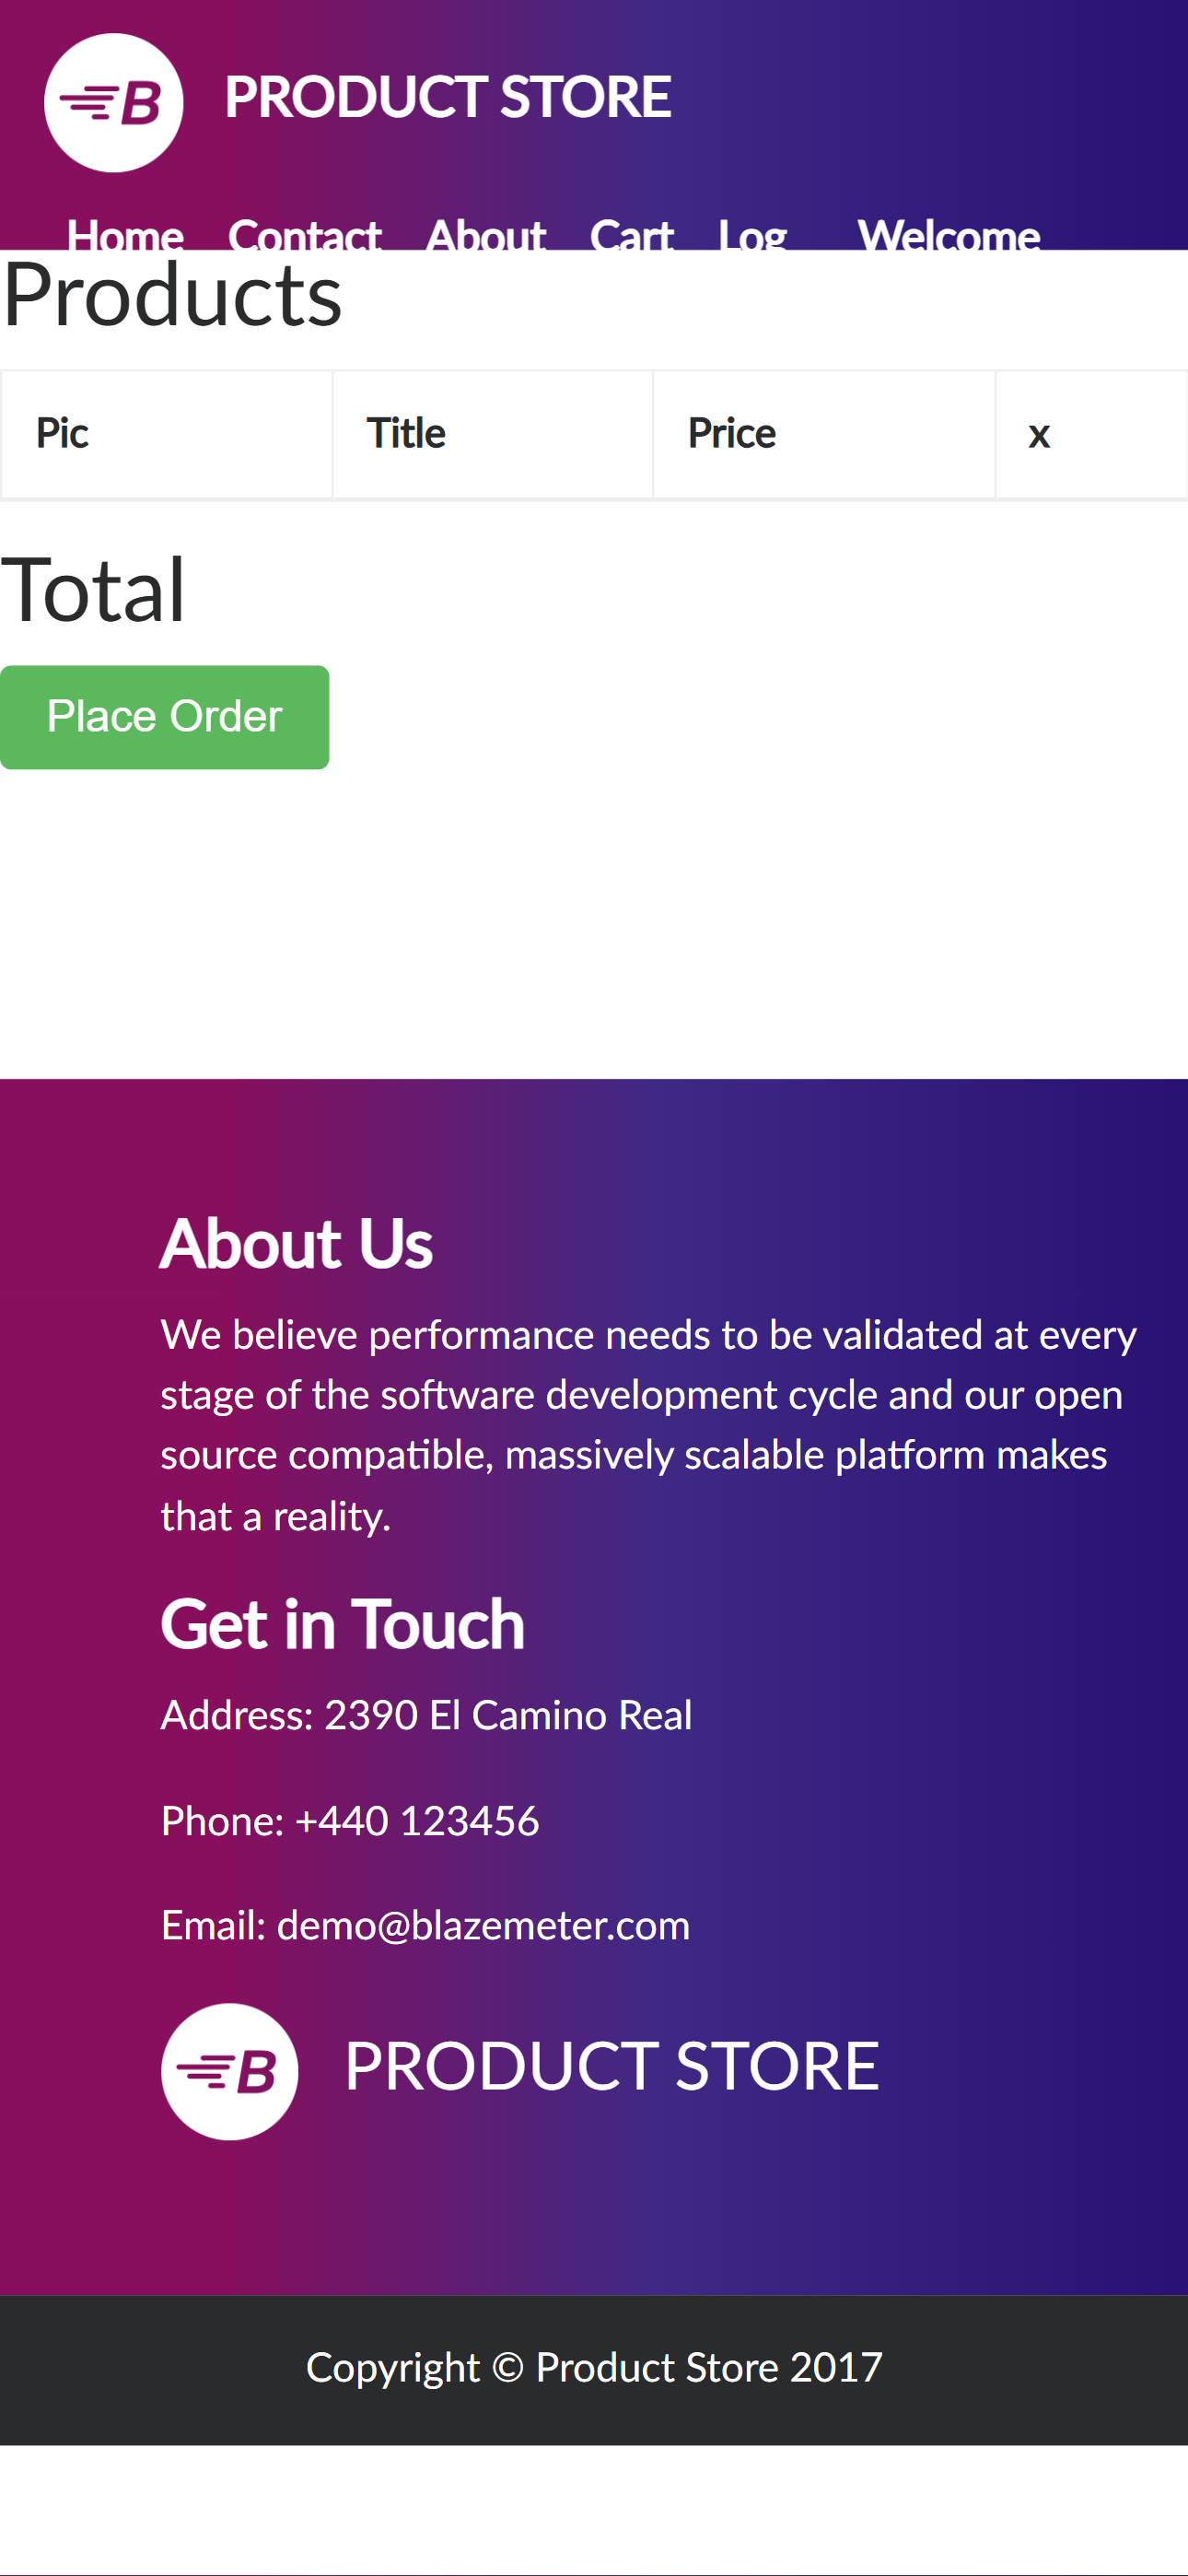 B PRODUCT STORE
Home Contact About Cart Log Welcome
Products
Pic Title Price x
Total
Place Order
About Us
We believe performance needs to be validated at every
stage of the software development cycle and our open
source compatible, massively scalable platform makes
that a reality.
Get in Touch
Address: 2390 El Camino Real
Phone: +440 123456
Email: demo@blazemeter.com
B PRODUCT STORE
Copyright © Product Store 2017